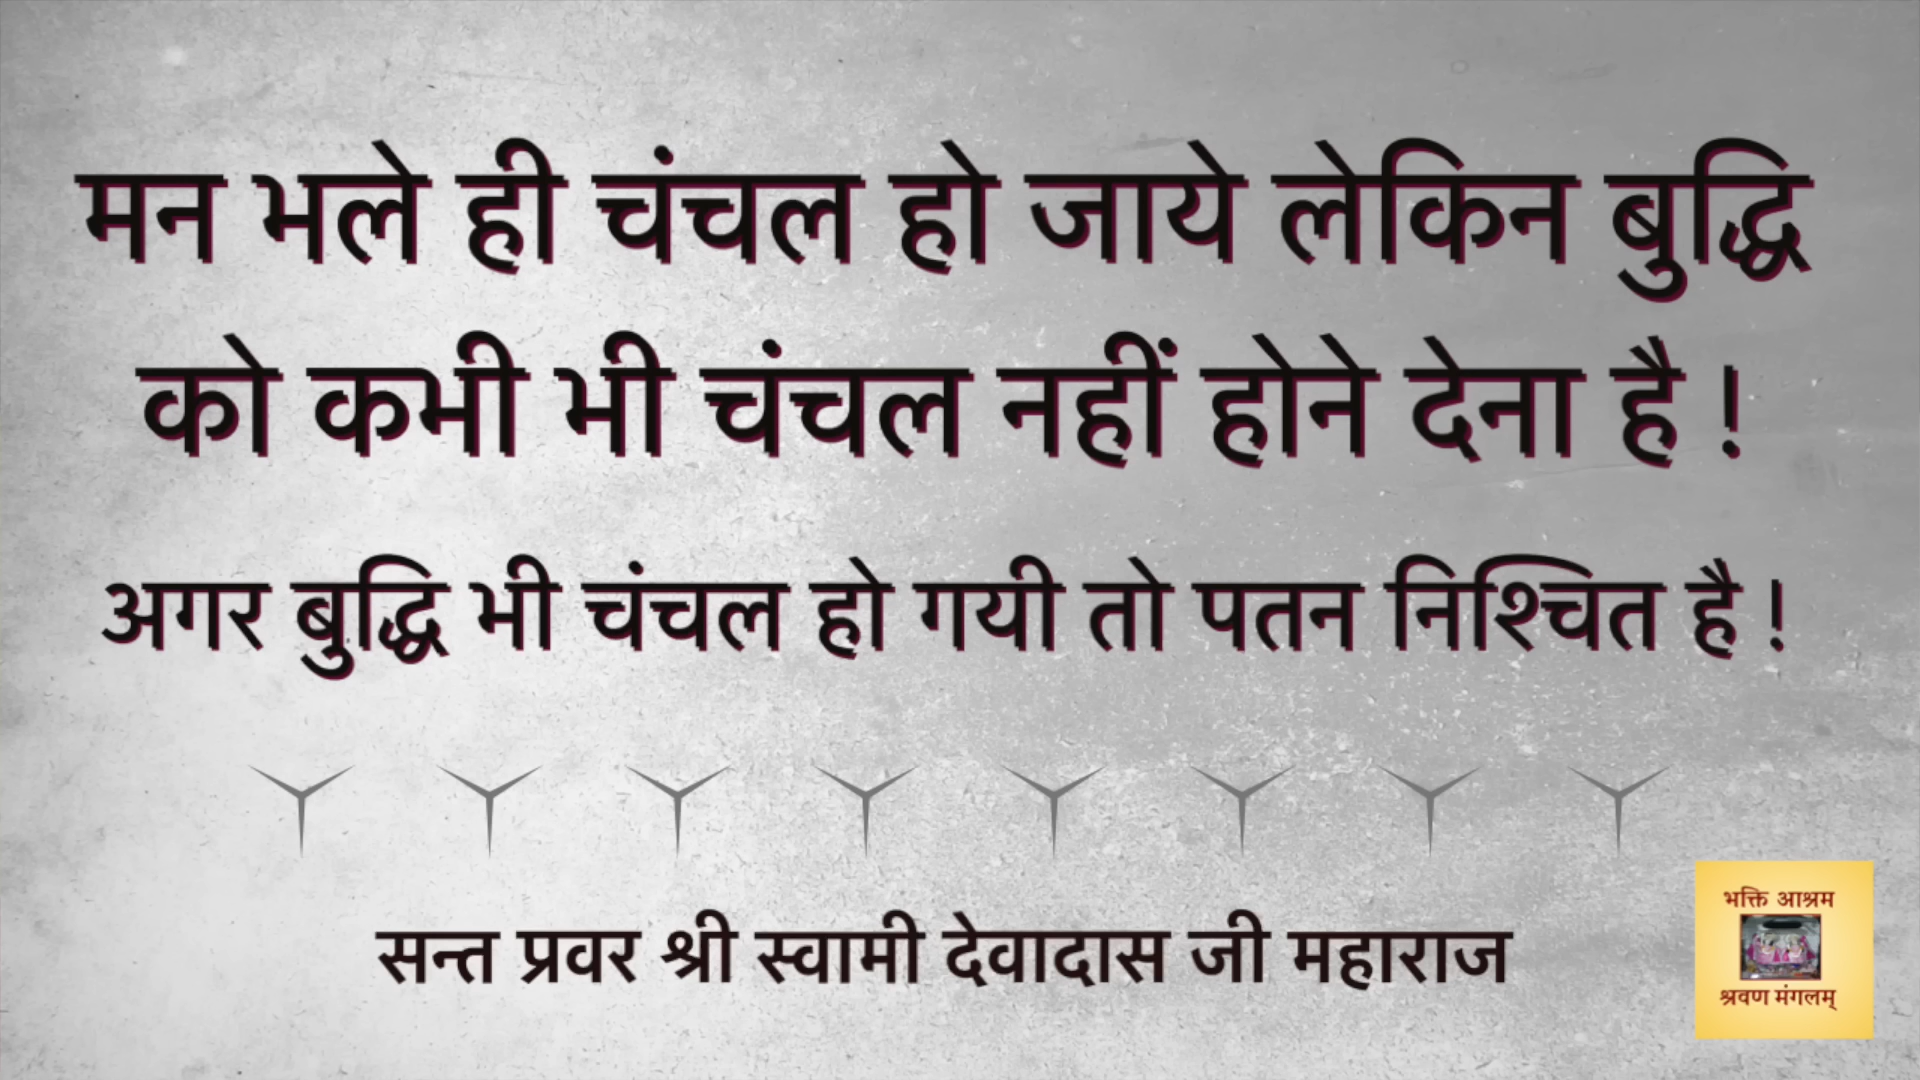 मन भले ही चंचल हो जाये लेकिन बुद्धि
को कभी भी चंचल नहीं होने देना है !
अगर बुद्धि भी चंचल हो गयी तो पतन निश्चित है !
सन्त प्रवर श्री स्वामी देवादास जी महाराज
भक्ति आश्रम
श्रवण मंगलम्